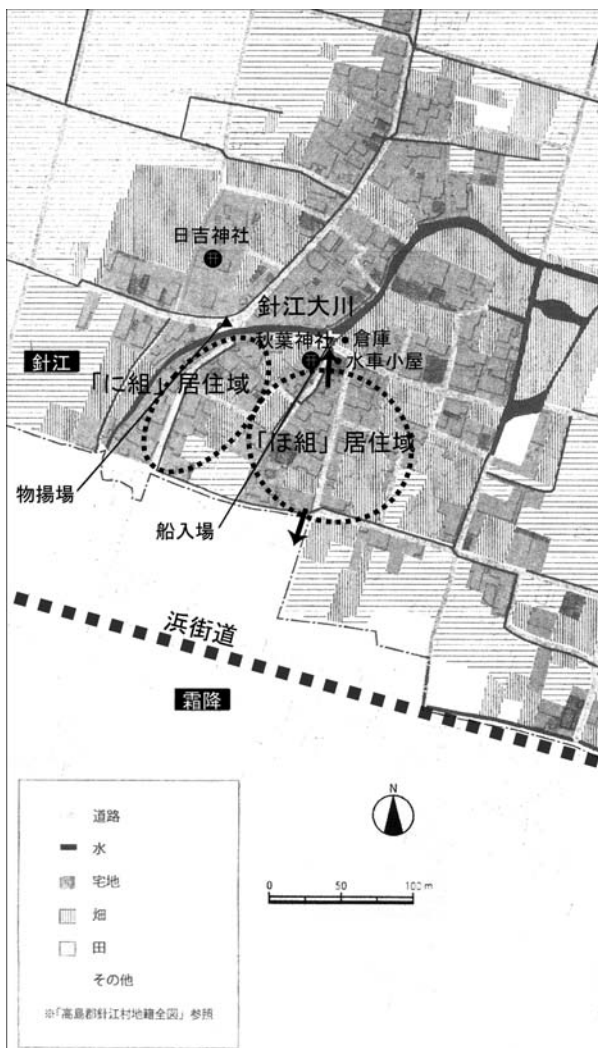 日吉神社
針江大川
秋葉神社
倉庫
水車小屋
針江
「に組」居住域
「ほ組」居住域
物揚場
船入場
浜街道
霜降
N
0 50 100 m
道路
水
宅地
畑
田
その他
※「高島郡針江村地籍全図」参照